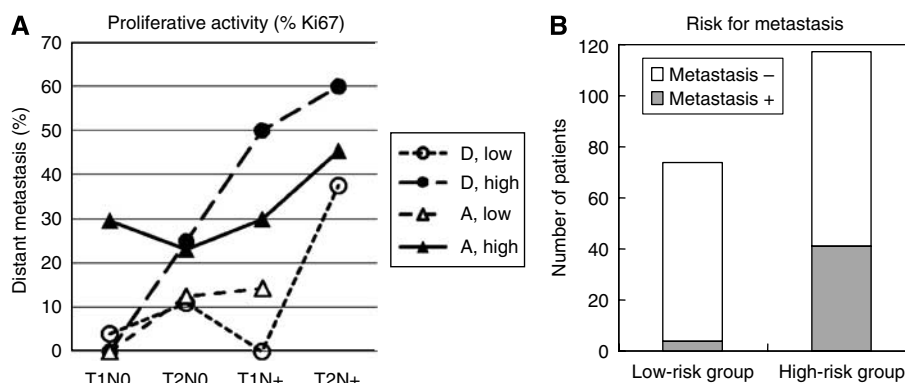 A
Proliferative activity (% Ki67)
Distant metastasis (%)
70
60
50
40
30
20
10
0
T1N0 T2N0 T1N+ T2N+
D, low
D, high
A, low
A, high
B
Risk for metastasis
Number of patients
120
120
80
60
40
20
0
Metastasis –
Metastasis +
Low-risk group High-risk group